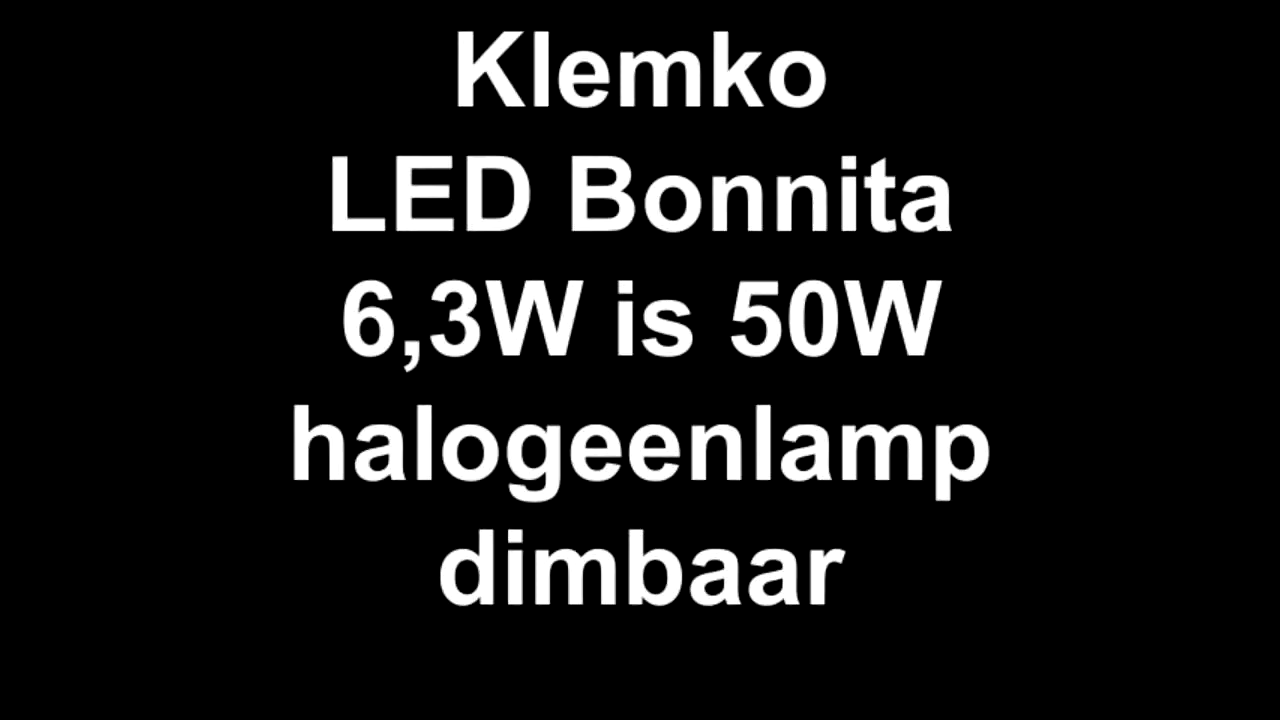 Klemko
LED Bonnita
6,3W is 50W
halogeenlamp
dimbaar